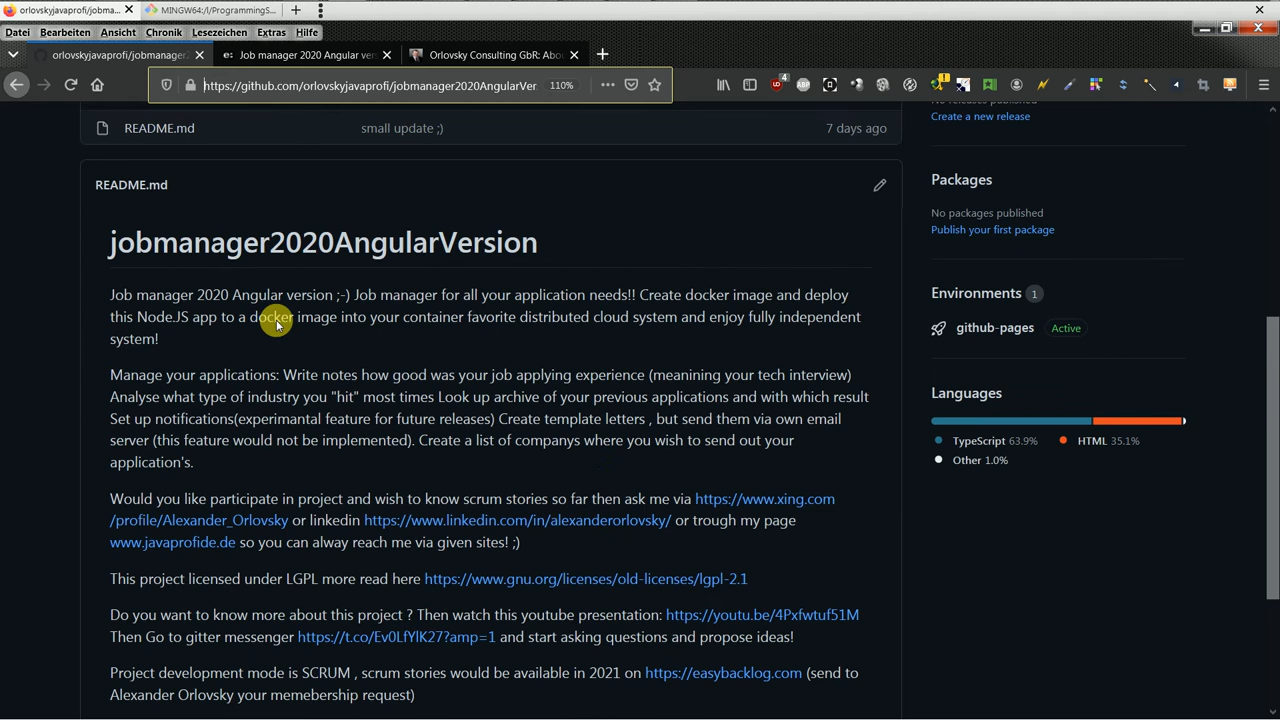 orlovskyjavaprofi/jobma...
MINGW64:/l/ProgrammingS...
Datei Bearbeiten Ansicht Chronik Lesezeichen Extras Hilfe
orlovskyjavaprofi/jobmanager2
Job manager 2020 Angular ver
Orlovsky Consulting GbR: Abo
https://github.com/orlovskyjavaprofi/jobmanager2020AngularVer 110%
4
1
No releases published
Create a new release
README.md small update ;) 7 days ago
README.md
Packages
No packages published
Publish your first package
jobmanager2020AngularVersion
Job manager 2020 Angular version ;-) Job manager for all your application needs!! Create docker image and deploy
this Node.JS app to a docker image into your container favorite distributed cloud system and enjoy fully independent
system!
Environments 1
github-pages Active
Manage your applications: Write notes how good was your job applying experience (meanining your tech interview)
Analyse what type of industry you "hit" most times Look up archive of your previous applications and with which result
Set up notifications(experimantal feature for future releases) Create template letters , but send them via own email
server (this feature would not be implemented). Create a list of companys where you wish to send out your
application's.
Languages
TypeScript 63.9% HTML 35.1%
Other 1.0%
Would you like participate in project and wish to know scrum stories so far then ask me via https://www.xing.com
/profile/Alexander_Orlovsky or linkedin https://www.linkedin.com/in/alexanderorlovsky/ or trough my page
www.javaprofide.de so you can alway reach me via given sites! ;)
This project licensed under LGPL more read here https://www.gnu.org/licenses/old-licenses/lgpl-2.1
Do you want to know more about this project ? Then watch this youtube presentation: https://youtu.be/4Pxfwtuf51M
Then Go to gitter messenger https://t.co/Ev0LfYlK27?amp=1 and start asking questions and propose ideas!
Project development mode is SCRUM , scrum stories would be available in 2021 on https://easybacklog.com (send to
Alexander Orlovsky your memebership request)